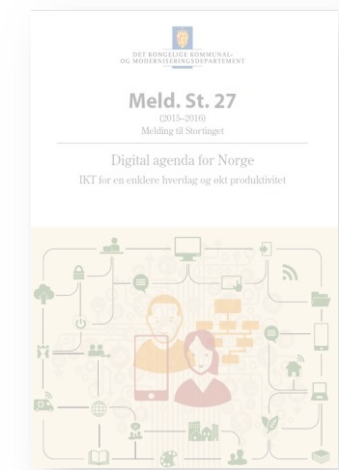 DET KONGELIGE KOMMUNAL-
OG MODERNISERINGSDEPARTEMENT
Meld. St. 27
(2015–2016)
Melding til Stortinget
Digital agenda for Norge
IKT for en enklere hverdag og økt produktivitet